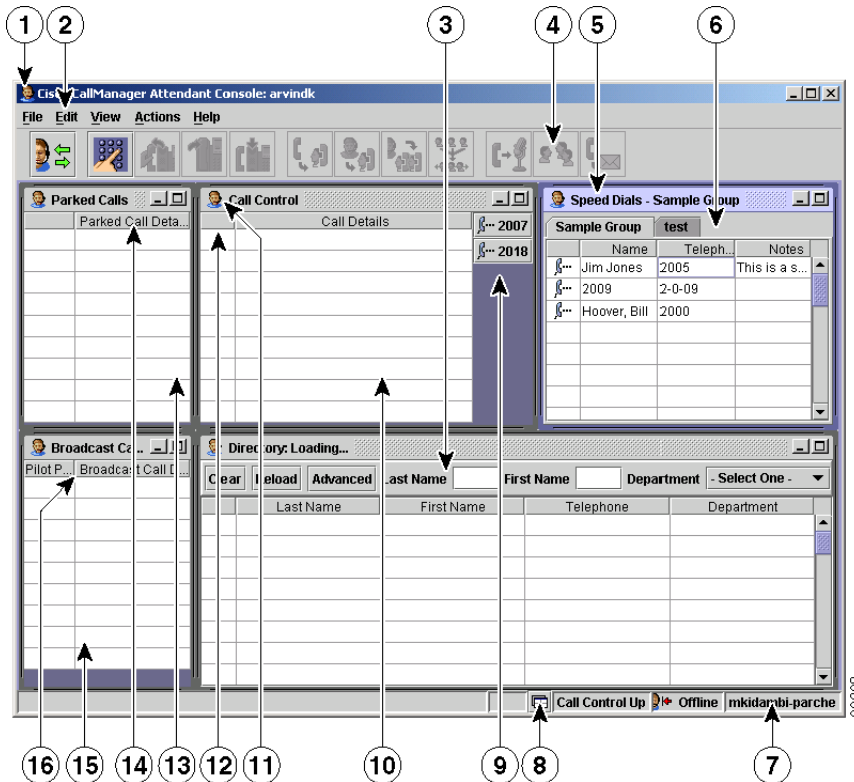 1 2 3 4 5 6
Cisco CallManager Attendant Console: arvindk
File Edit View Actions Help
Parked Calls
Parked Call Deta...
Call Control
Call Details
2007
2018
Speed Dials - Sample Group
Sample Group test
Name Teleph... Notes
Jim Jones 2005 This is a s...
2009 2-0-09
Hoover, Bill 2000
Broadcast Ca...
Pilot P... Broadcast Call D...
Directory: Loading...
Clear Reload Advanced Last Name First Name Department - Select One -
Last Name First Name Telephone Department
Call Control Up Offline mkidambi-parche
16 15 14 13 12 11 10 9 8 7